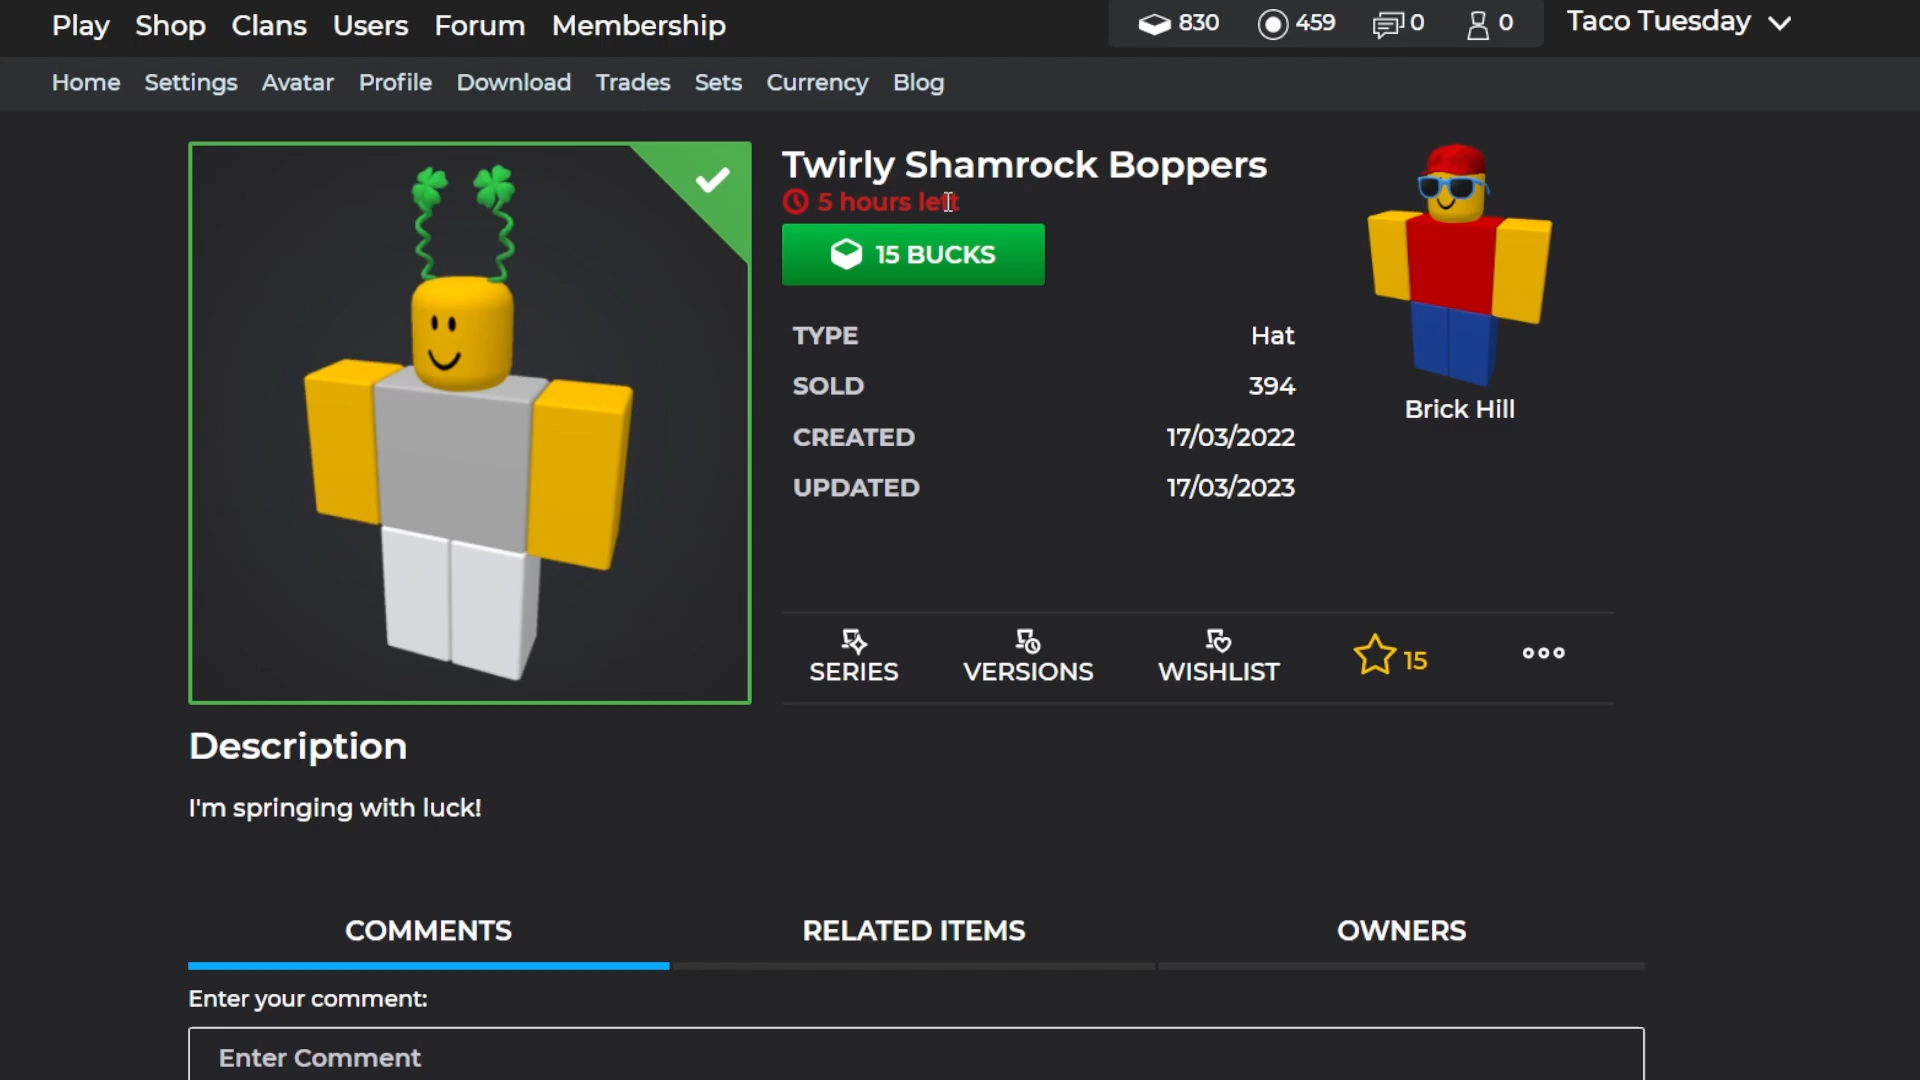 Play Shop Clans Users Forum Membership 830 459 0 0 Taco Tuesday
Home Settings Avatar Profile Download Trades Sets Currency Blog
Twirly Shamrock Boppers
5 hours left
15 BUCKS
TYPE Hat
SOLD 394
CREATED 17/03/2022
UPDATED 17/03/2023
Brick Hill
SERIES VERSIONS WISHLIST 15
Description
I'm springing with luck!
COMMENTS RELATED ITEMS OWNERS
Enter your comment:
Enter Comment